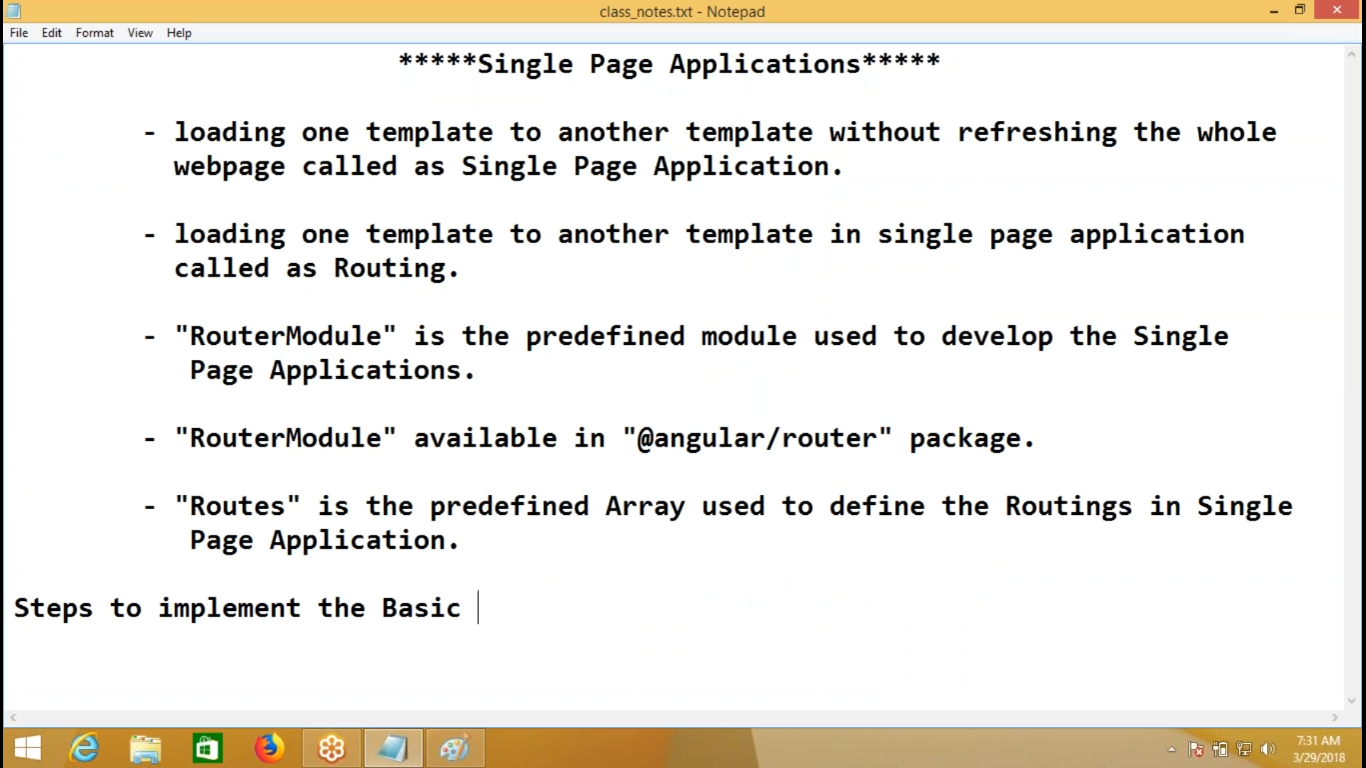 class_notes.txt - Notepad
File Edit Format View Help
*****Single Page Applications*****
- loading one template to another template without refreshing the whole
webpage called as Single Page Application.
- loading one template to another template in single page application
called as Routing.
- "RouterModule" is the predefined module used to develop the Single
Page Applications.
- "RouterModule" available in "@angular/router" package.
- "Routes" is the predefined Array used to define the Routings in Single
Page Application.
Steps to implement the Basic
7:31 AM
3/29/2018